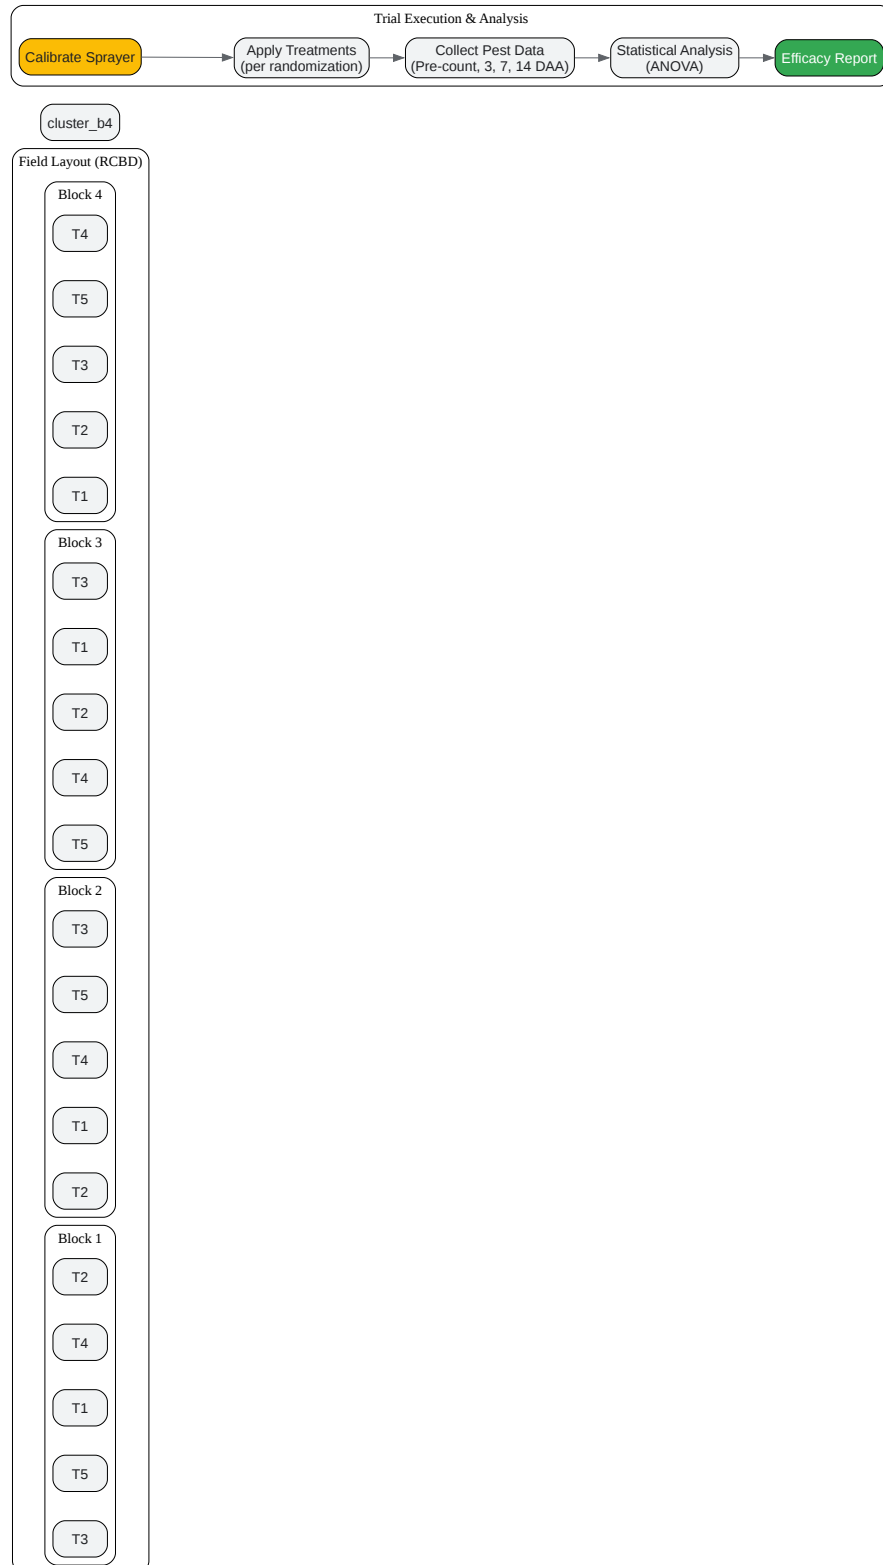 Trial Execution & Analysis
Calibrate Sprayer
Apply Treatments
(per randomization)
Collect Pest Data
(Pre-count, 3, 7, 14 DAA)
Statistical Analysis
(ANOVA)
Efficacy Report
cluster_b4
Field Layout (RCBD)
Block 4
T4
T5
T3
T2
T1
Block 3
T3
T1
T2
T4
T5
Block 2
T3
T5
T4
T1
T2
Block 1
T2
T4
T1
T5
T3